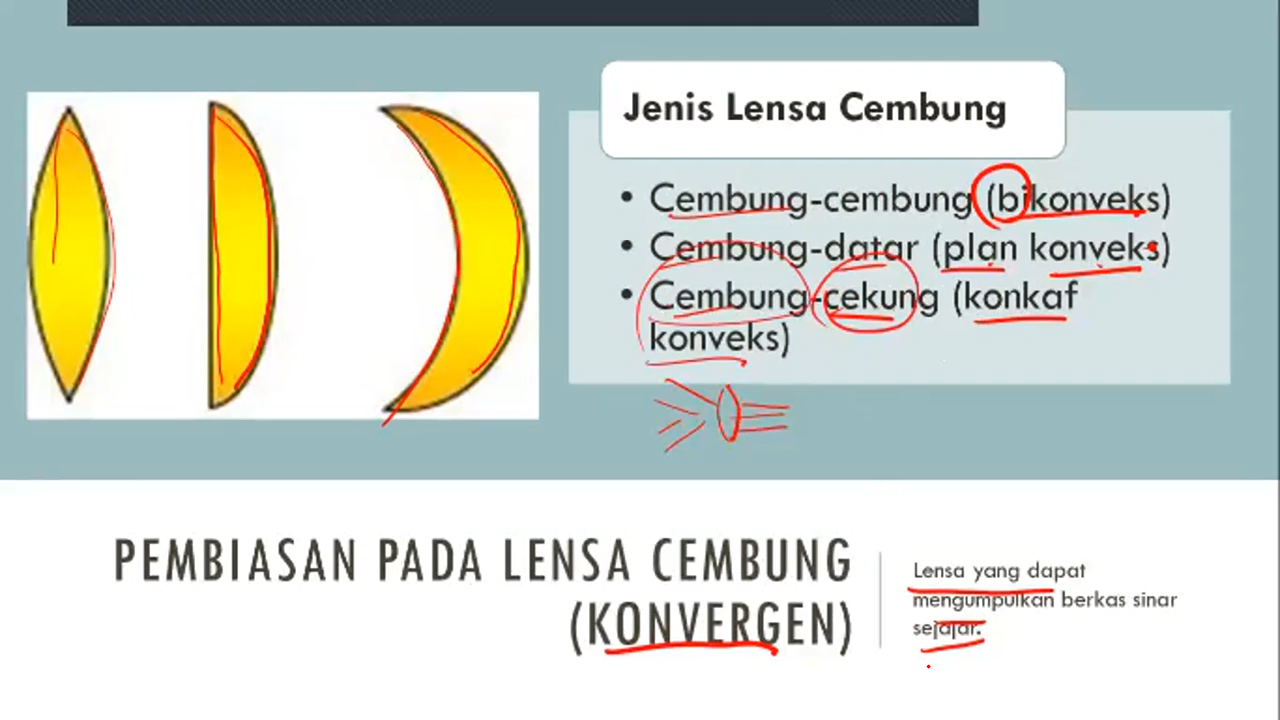 Jenis Lensa Cembung
• Cembung-cembung (bikonveks)
• Cembung-datar (plan konveks)
• Cembung-cekung (konkaf
konveks)
PEMBIASAN PADA LENSA CEMBUNG
(KONVERGEN)
Lensa yang dapat
mengumpulkan berkas sinar
sejajar.